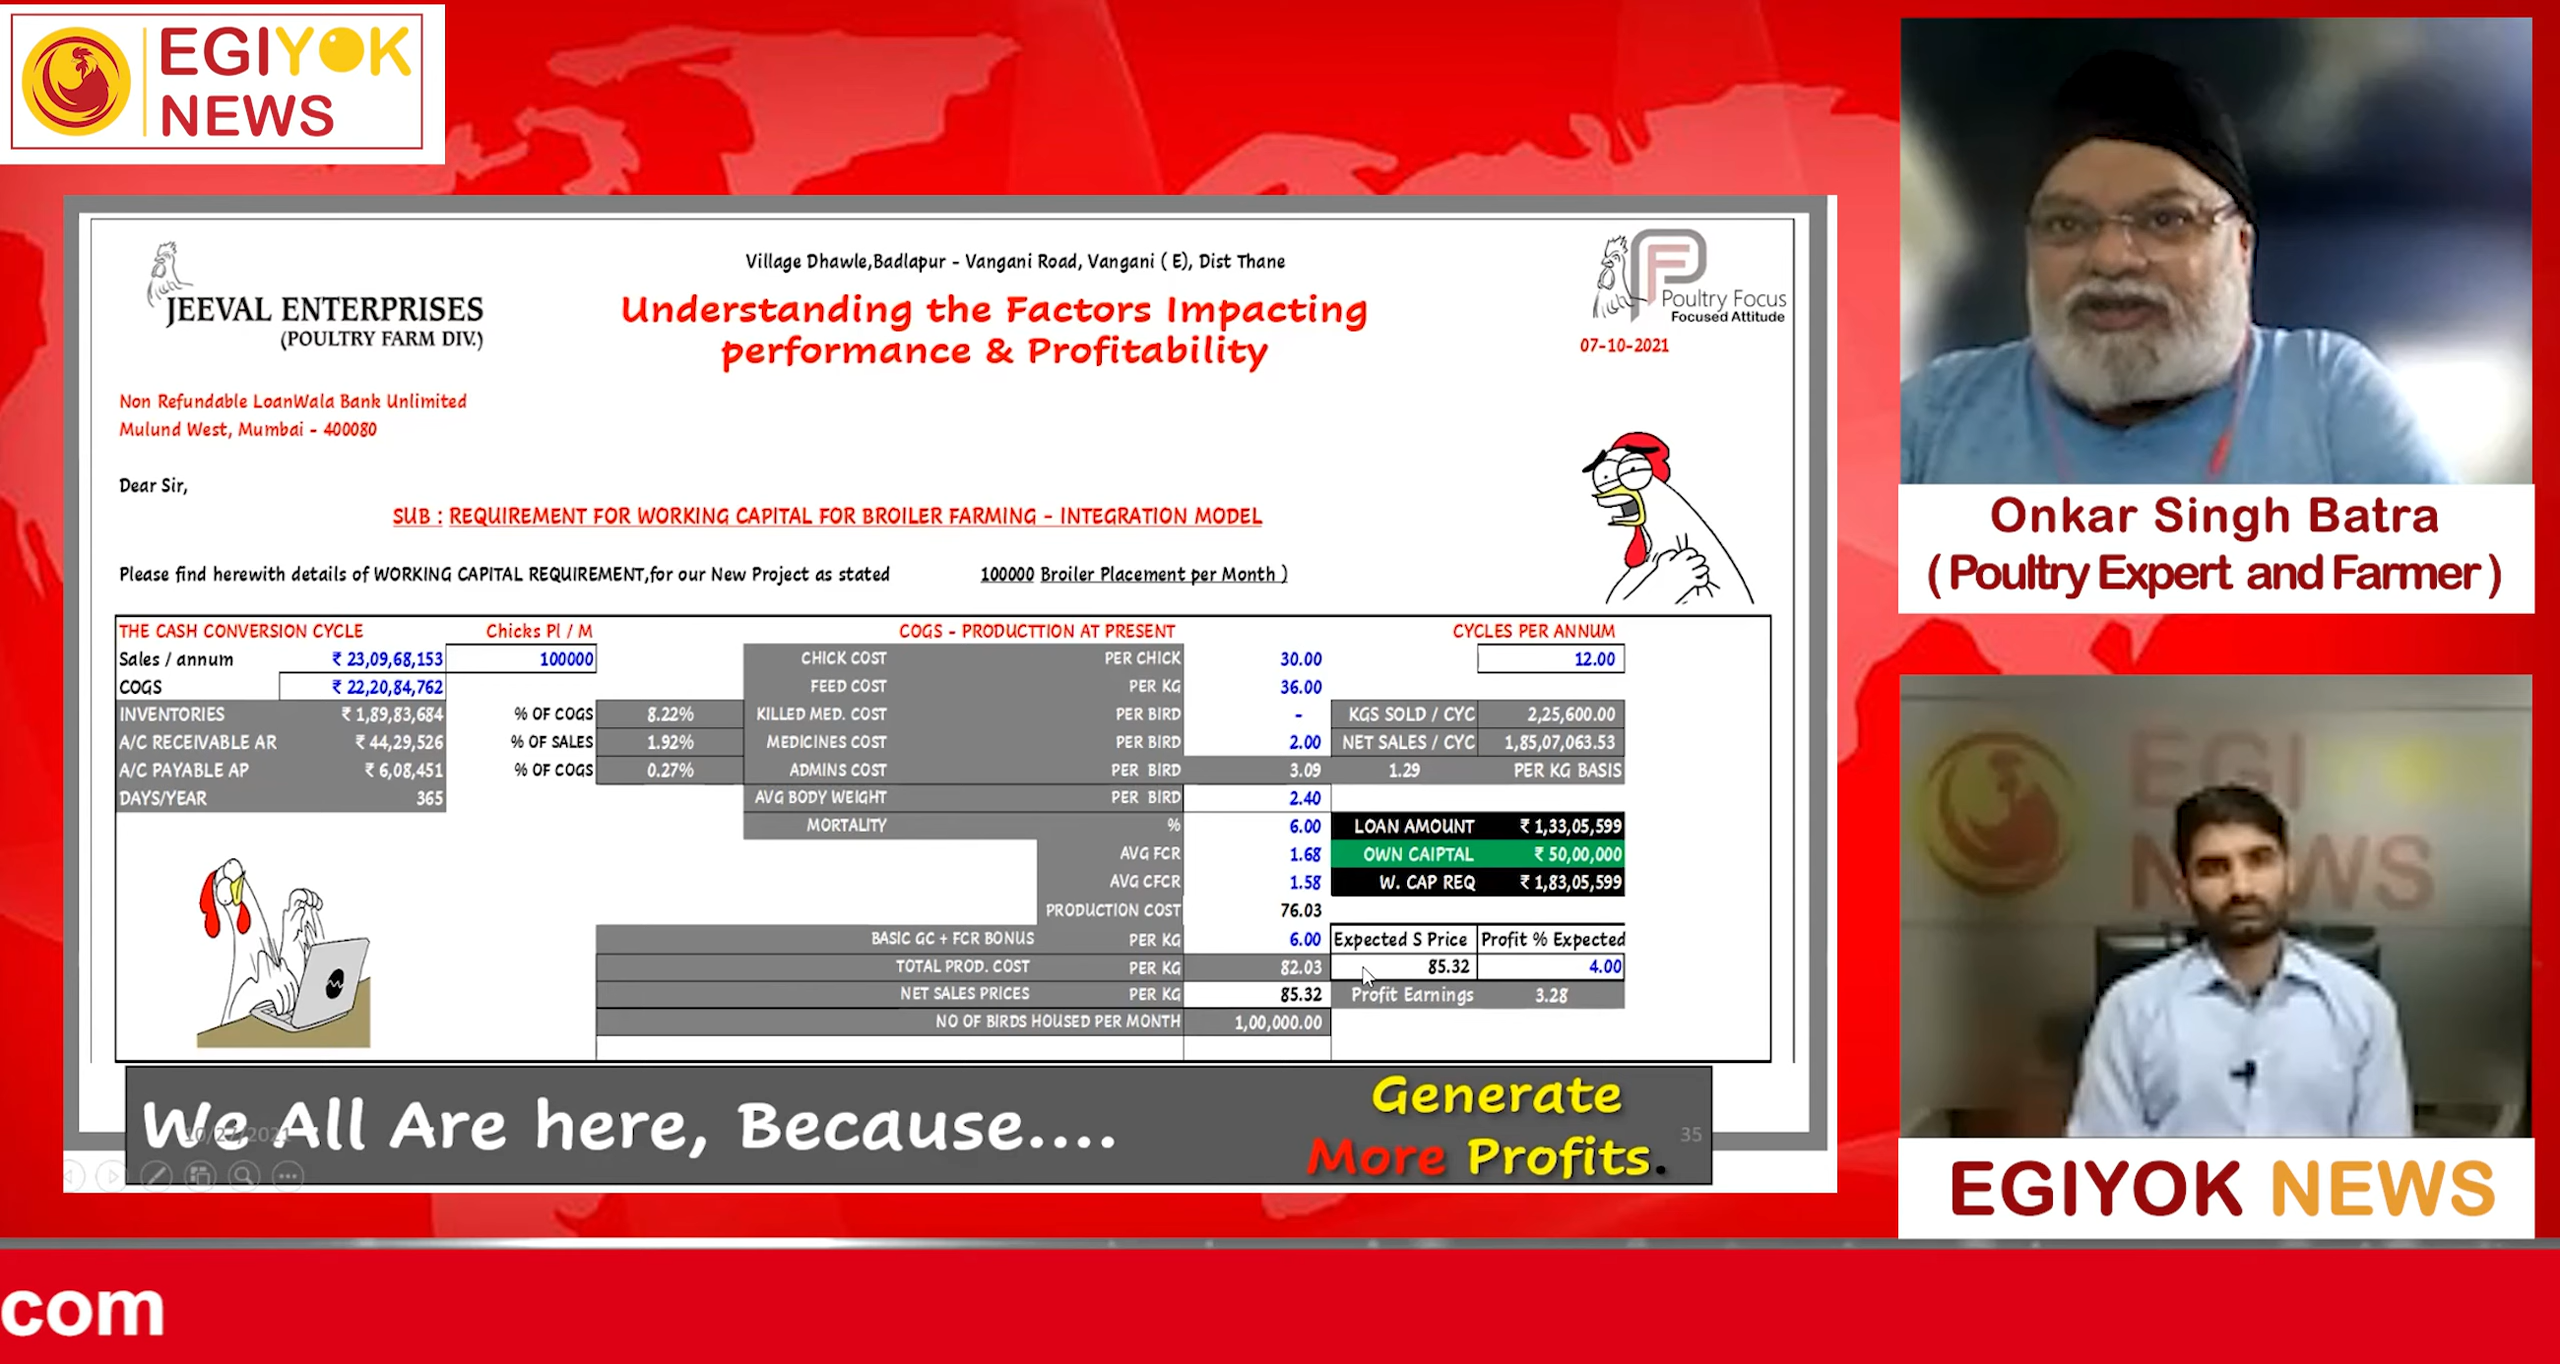 EGIYOK
NEWS
JEEVAL ENTERPRISES
(POULTRY FARM DIV.)
Village Dhawle,Badlapur - Vangani Road, Vangani ( E), Dist Thane
Understanding the Factors Impacting
performance & Profitability
PF
Poultry Focus
Focused Attitude
07-10-2021
Non Refundable LoanWala Bank Unlimited
Mulund West, Mumbai - 400080
Dear Sir,
SUB : REQUIREMENT FOR WORKING CAPITAL FOR BROILER FARMING - INTEGRATION MODEL
Please find herewith details of WORKING CAPITAL REQUIREMENT,for our New Project as stated 100000 Broiler Placement per Month )
THE CASH CONVERSION CYCLE Chicks Pl / M COGS - PRODUCTTION AT PRESENT CYCLES PER ANNUM
Sales / annum ₹ 23,09,68,153 100000 CHICK COST PER CHICK 30.00 12.00
COGS ₹ 22,20,84,762 FEED COST PER KG 36.00
INVENTORIES ₹ 1,89,83,684 % OF COGS 8.22% KILLED MED. COST PER BIRD - KGS SOLD / CYC 2,25,600.00
A/C RECEIVABLE AR ₹ 44,29,526 % OF SALES 1.92% MEDICINES COST PER BIRD 2.00 NET SALES / CYC 1,85,07,063.53
A/C PAYABLE AP ₹ 6,08,451 % OF COGS 0.27% ADMINS COST PER BIRD 3.09 1.29 PER KG BASIS
DAYS/YEAR 365 AVG BODY WEIGHT PER BIRD 2.40
MORTALITY % 6.00 LOAN AMOUNT ₹ 1,33,05,599
AVG FCR 1.68 OWN CAIPTAL ₹ 50,00,000
AVG CFCR 1.58 W. CAP REQ ₹ 1,83,05,599
PRODUCTION COST 76.03
BASIC GC + FCR BONUS PER KG 6.00 Expected S Price Profit % Expected
TOTAL PROD. COST PER KG 82.03 85.32 4.00
NET SALES PRICES PER KG 85.32 Profit Earnings 3.28
NO OF BIRDS HOUSED PER MONTH 1,00,000.00
We All Are here, Because....
Generate
More Profits.
10/27/2021
35
Onkar Singh Batra
( Poultry Expert and Farmer )
EGI
NEWS
EGIYOK NEWS
com